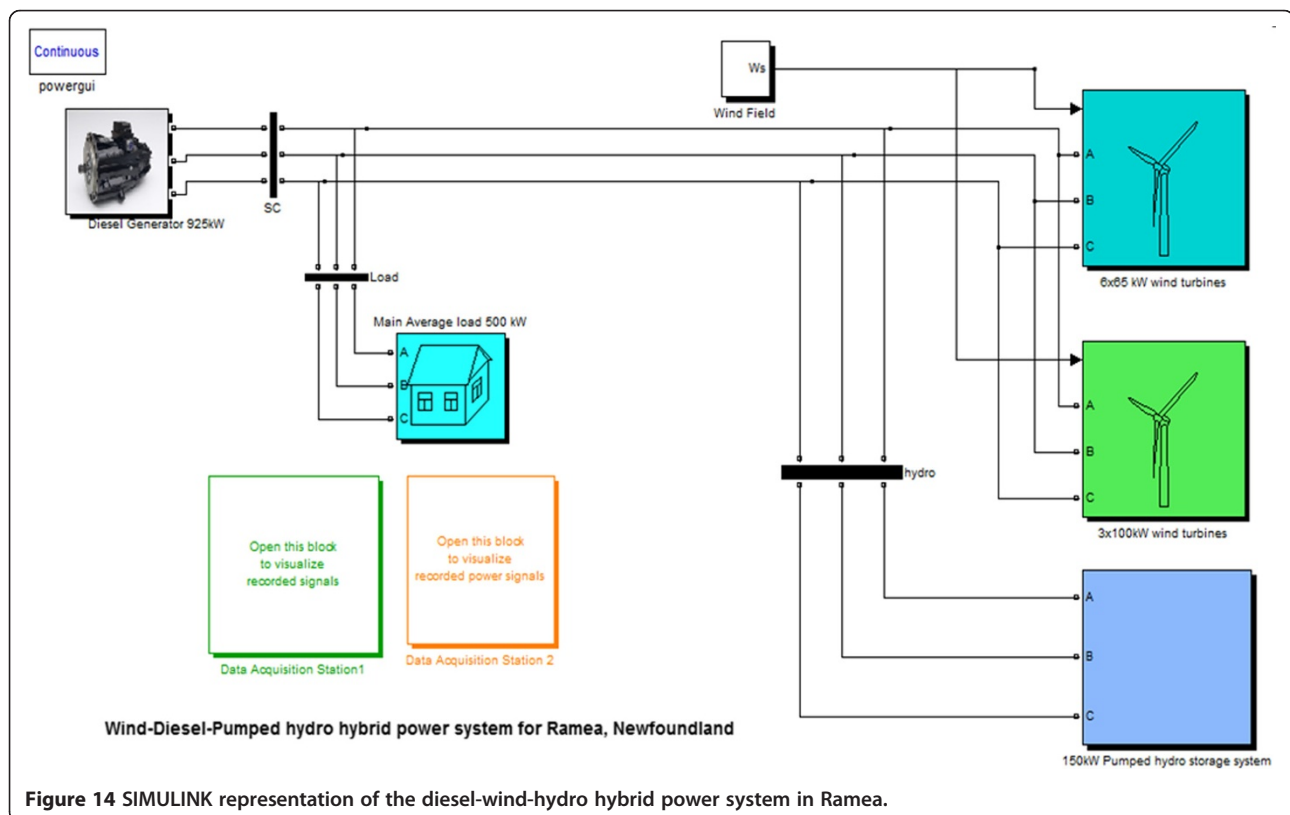 Continuous
powergui
Ws
Wind Field
Diesel Generator 925kW
SC
A
B
C
6x65 kW wind turbines
Load
Main Average load 500 kW
A
B
C
A
B
C
3x100kW wind turbines
hydro
Open this block
to visualize
recorded signals
Data Acquisition Station1
Open this block
to visualize
recorded power signals
Data Acquisition Station 2
A
B
C
150kW Pumped hydro storage system
Wind-Diesel-Pumped hydro hybrid power system for Ramea, Newfoundland
Figure 14 SIMULINK representation of the diesel-wind-hydro hybrid power system in Ramea.